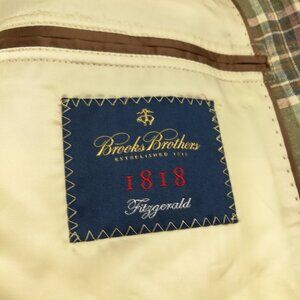 Brooks Brothers
ESTABLISHED 1818
1818
Fitzgerald